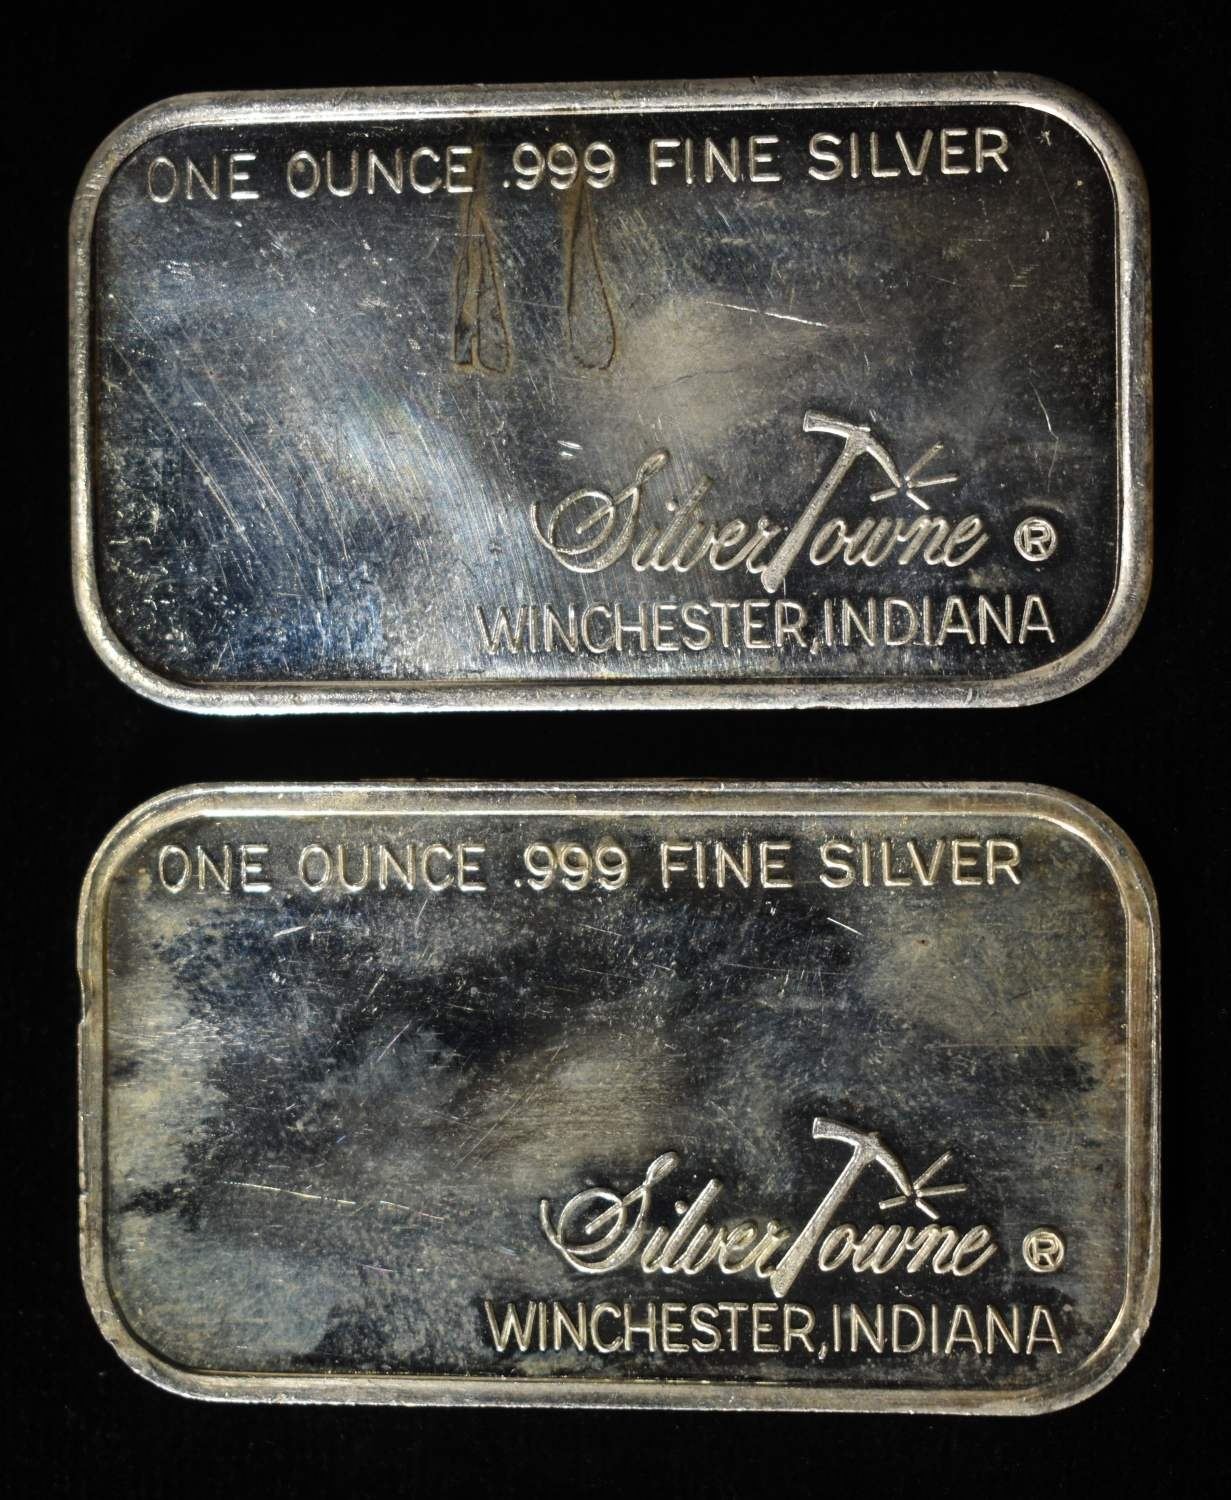 ONE OUNCE .999 FINE SILVER
SilverTowne ®
WINCHESTER, INDIANA
ONE OUNCE .999 FINE SILVER
SilverTowne ®
WINCHESTER, INDIANA